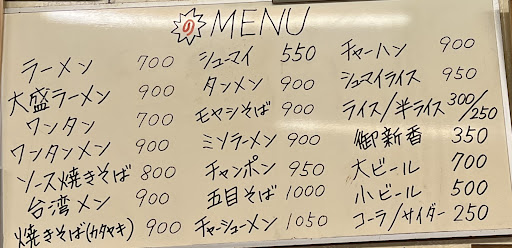 の MENU
ラーメン 700
大盛ラーメン 900
ワンタン 700
ワンタンメン 900
ソース焼きそば 800
台湾メン 900
焼きそば(カタヤキ) 900
シューマイ 550
タンメン 900
モヤシそば 900
ミソラーメン 900
チャンポン 950
五目そば 1000
チャーシューメン 1050
チャーハン 900
シュマイライス 950
ライス/半ライス 300/250
御新香 350
大ビール 700
小ビール 500
コーラ/サイダー 250